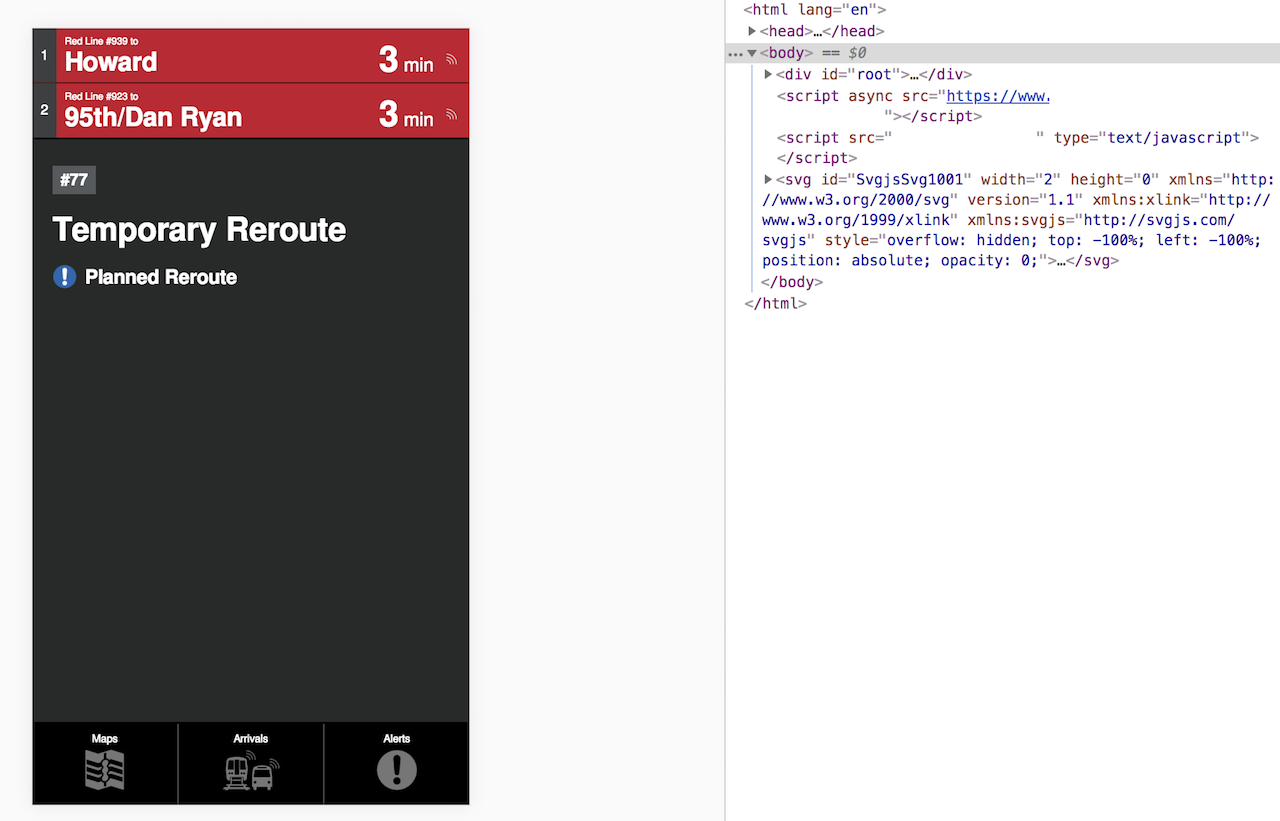 1
Red Line #939 to
Howard
3 min
2
Red Line #923 to
95th/Dan Ryan
3 min
#77
Temporary Reroute
! Planned Reroute
Maps
Arrivals
Alerts
!
<html lang="en">
▶<head>…</head>
…▼<body> == $0
▶<div id="root">…</div>
<script async src="https://www.
"></script>
<script src=" " type="text/javascript">
</script>
▶<svg id="SvgjsSvg1001" width="2" height="0" xmlns="http:
//www.w3.org/2000/svg" version="1.1" xmlns:xlink="http://
www.w3.org/1999/xlink" xmlns:svgjs="http://svgjs.com/
svgjs" style="overflow: hidden; top: -100%; left: -100%;
position: absolute; opacity: 0;">…</svg>
</body>
</html>